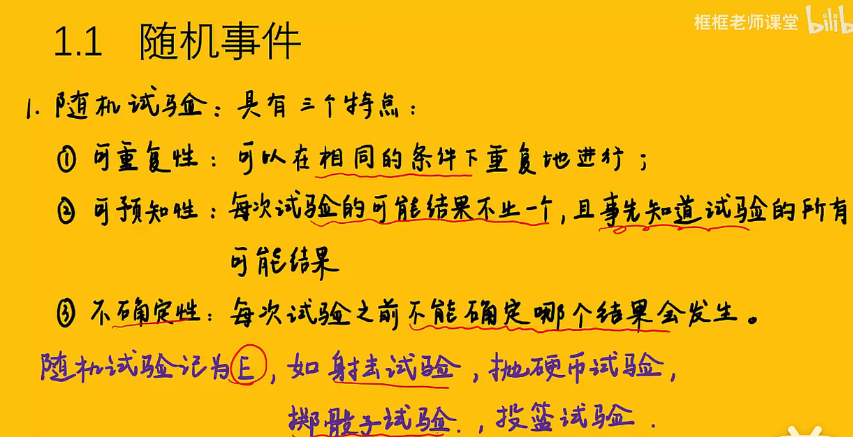 框框老师课堂 bilib
1.1 随机事件
1. 随机试验：具有三个特点：
① 可重复性：可以在相同的条件下重复地进行；
② 可预知性：每次试验的可能结果不止一个，且事先知道试验的所有
可能结果
③ 不确定性：每次试验之前不能确定哪个结果会发生。
随机试验记为E，如射击试验，抛硬币试验，
掷骰子试验．，投篮试验．